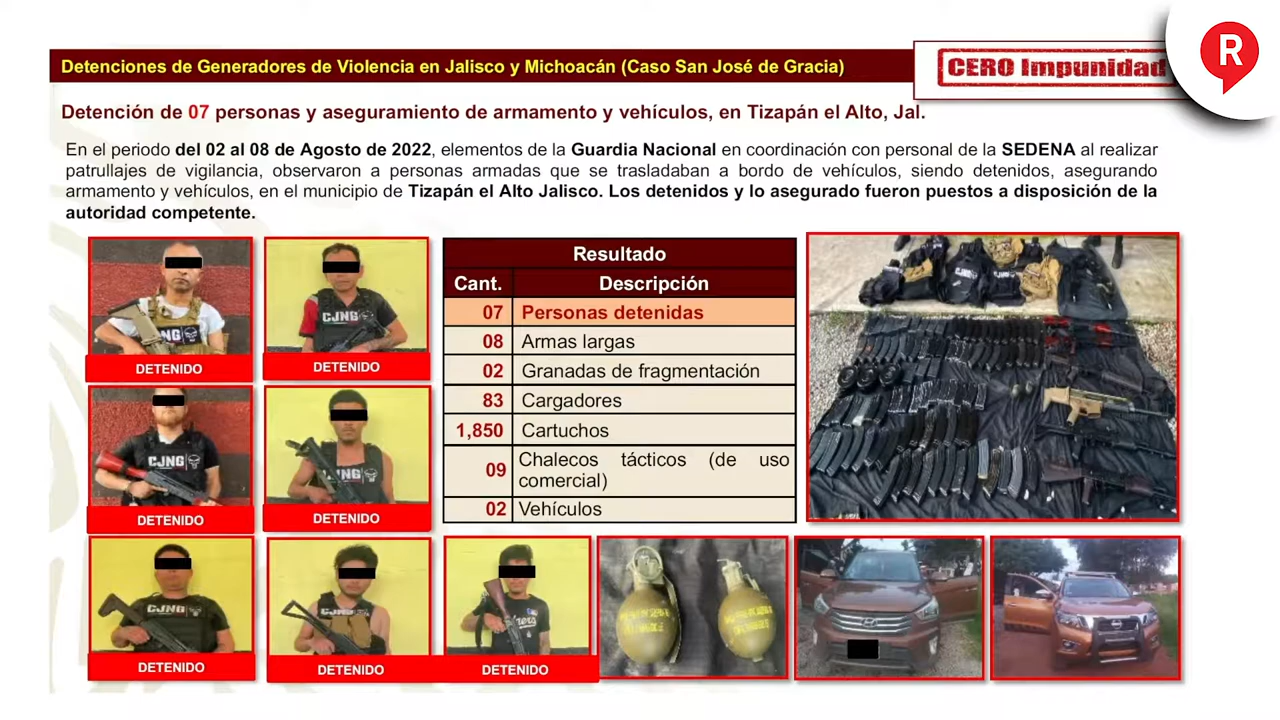 R
Detenciones de Generadores de Violencia en Jalisco y Michoacán (Caso San José de Gracia)
CERO Impunidad
Detención de 07 personas y aseguramiento de armamento y vehículos, en Tizapán el Alto, Jal.
En el periodo del 02 al 08 de Agosto de 2022, elementos de la Guardia Nacional en coordinación con personal de la SEDENA al realizar
patrullajes de vigilancia, observaron a personas armadas que se trasladaban a bordo de vehículos, siendo detenidos, asegurando
armamento y vehículos, en el municipio de Tizapán el Alto Jalisco. Los detenidos y lo asegurado fueron puestos a disposición de la
autoridad competente.
Resultado
Cant. Descripción
07 Personas detenidas
08 Armas largas
02 Granadas de fragmentación
83 Cargadores
1,850 Cartuchos
09 Chalecos tácticos (de uso
comercial)
02 Vehículos
CJNG
CJNG
DETENIDO
DETENIDO
CJNG
CJNG
DETENIDO
DETENIDO
CJNG
DETENIDO
DETENIDO
DETENIDO
CJNG